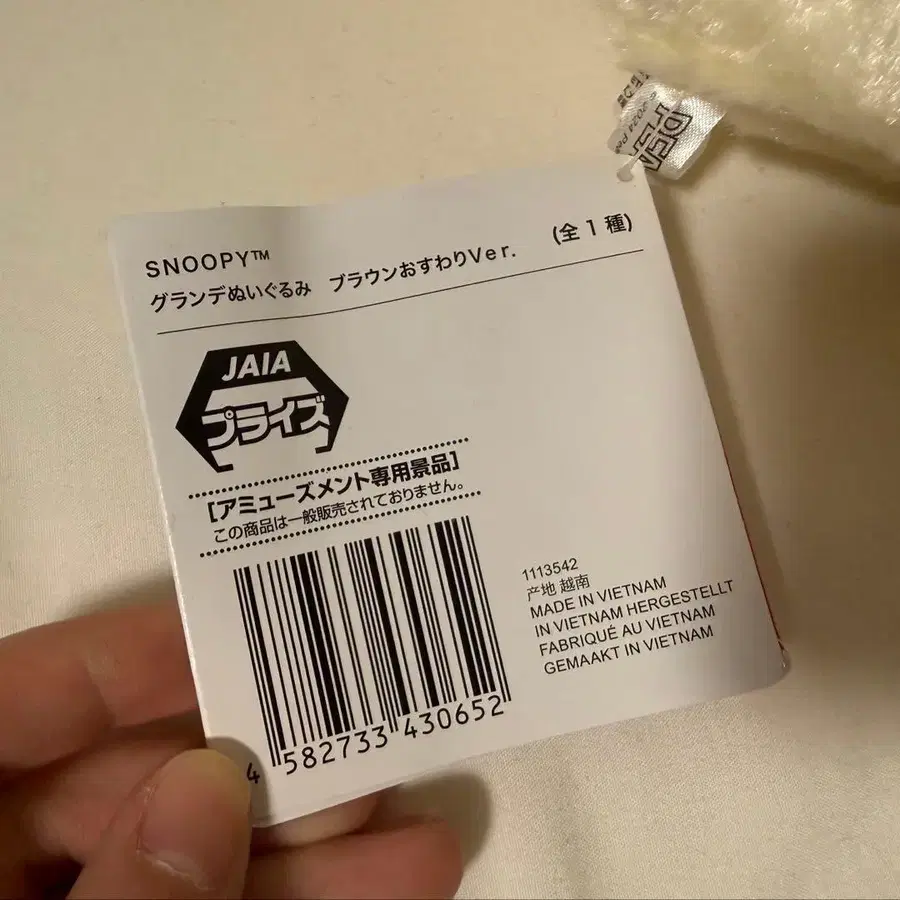 © 2024 Pea
SNOOPY™
グランデぬいぐるみ ブラウンおすわりVer. (全1種)
JAIA
プライズ
[アミューズメント専用景品]
この商品は一般販売されておりません。
1113542
产地 越南
MADE IN VIETNAM
IN VIETNAM HERGESTELLT
FABRIQUÉ AU VIETNAM
GEMAAKT IN VIETNAM
4 582733 430652